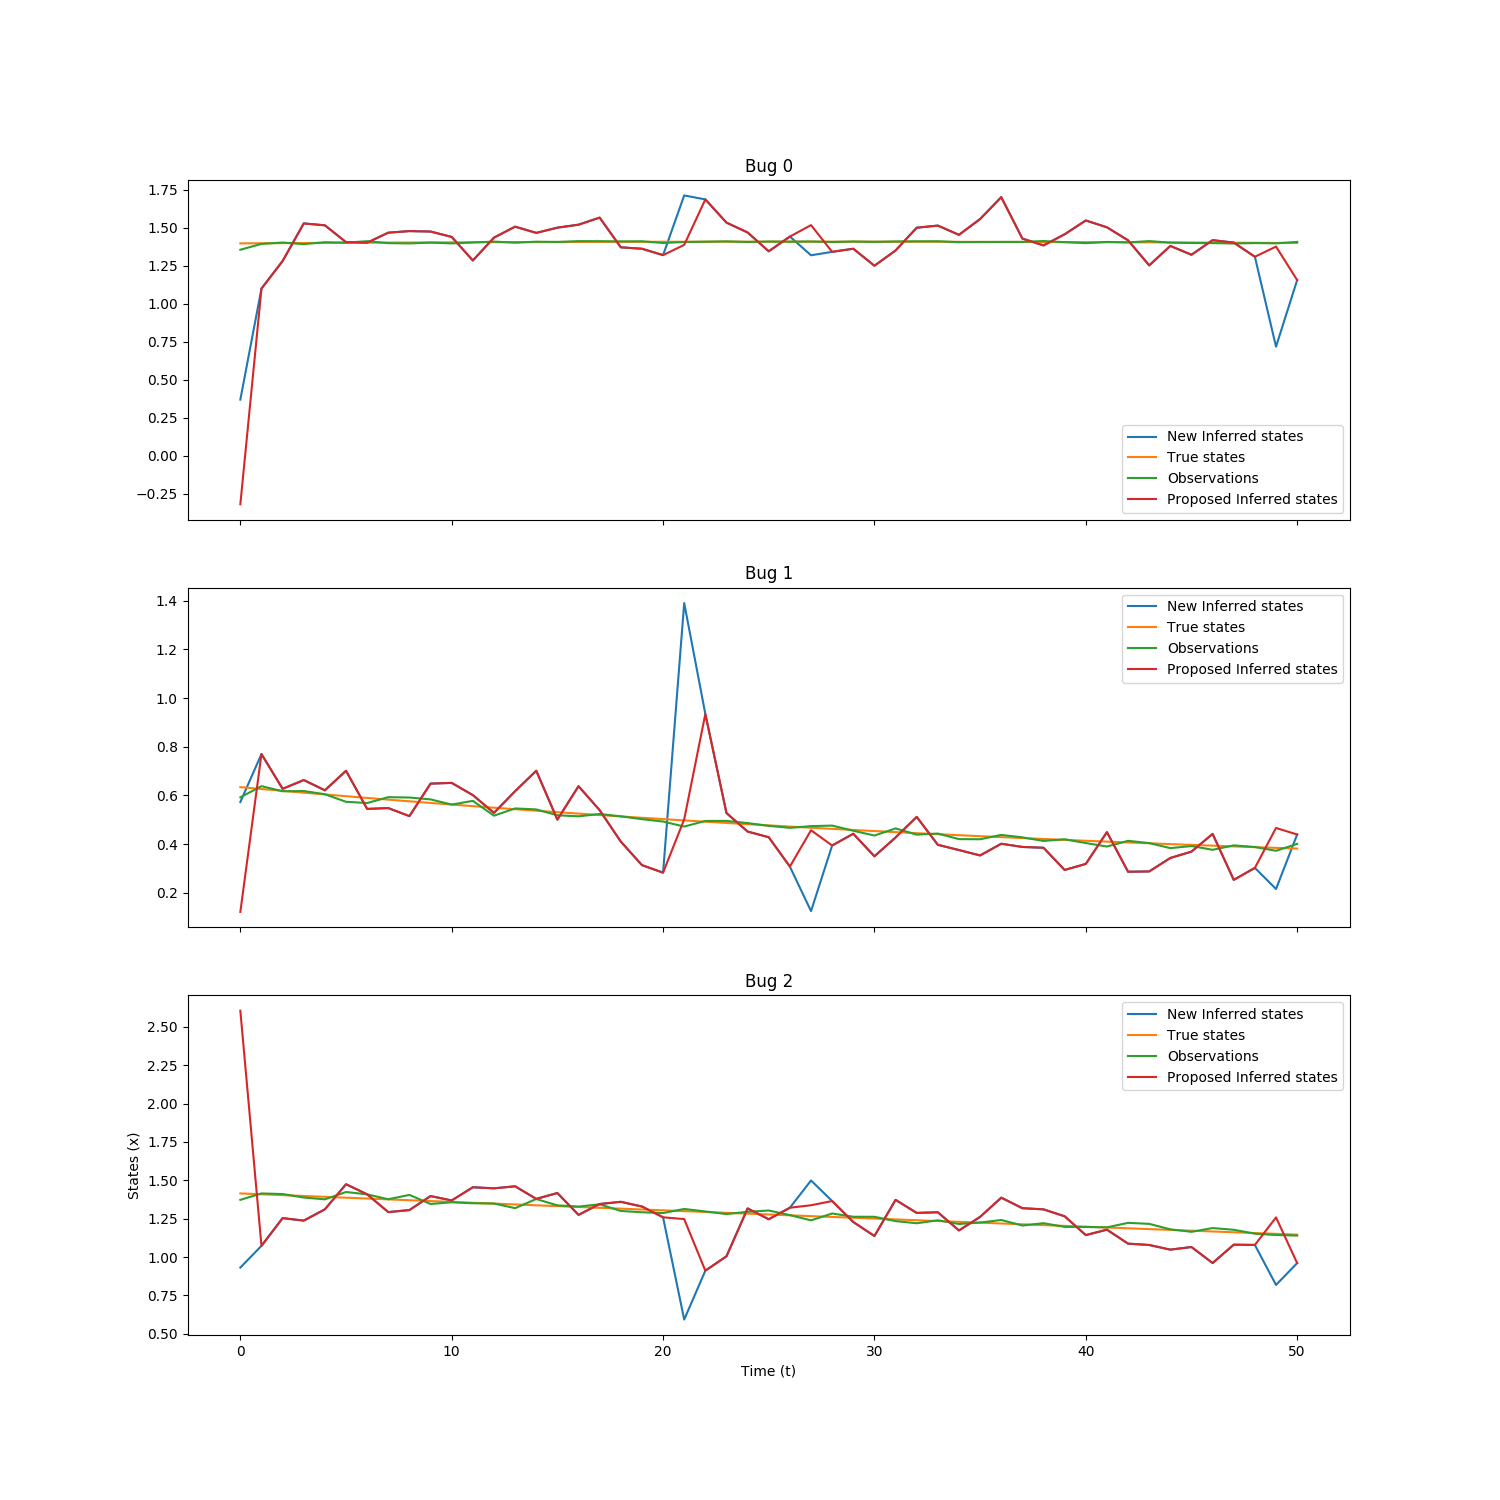 Bug 0
1.75
1.50
1.25
1.00
0.75
0.50
0.25
0.00
−0.25
New Inferred states
True states
Observations
Proposed Inferred states
Bug 1
1.4
1.2
1.0
0.8
0.6
0.4
0.2
New Inferred states
True states
Observations
Proposed Inferred states
Bug 2
States (x)
2.50
2.25
2.00
1.75
1.50
1.25
1.00
0.75
0.50
New Inferred states
True states
Observations
Proposed Inferred states
0 10 20 30 40 50
Time (t)